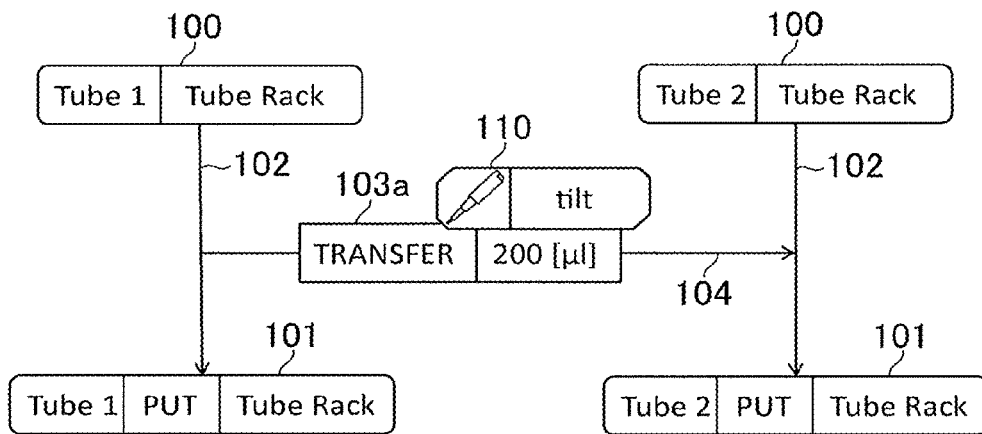 100
100
Tube 1 Tube Rack
Tube 2 Tube Rack
110
102
102
103a
tilt
TRANSFER 200 [µl]
104
101
101
Tube 1 PUT Tube Rack
Tube 2 PUT Tube Rack